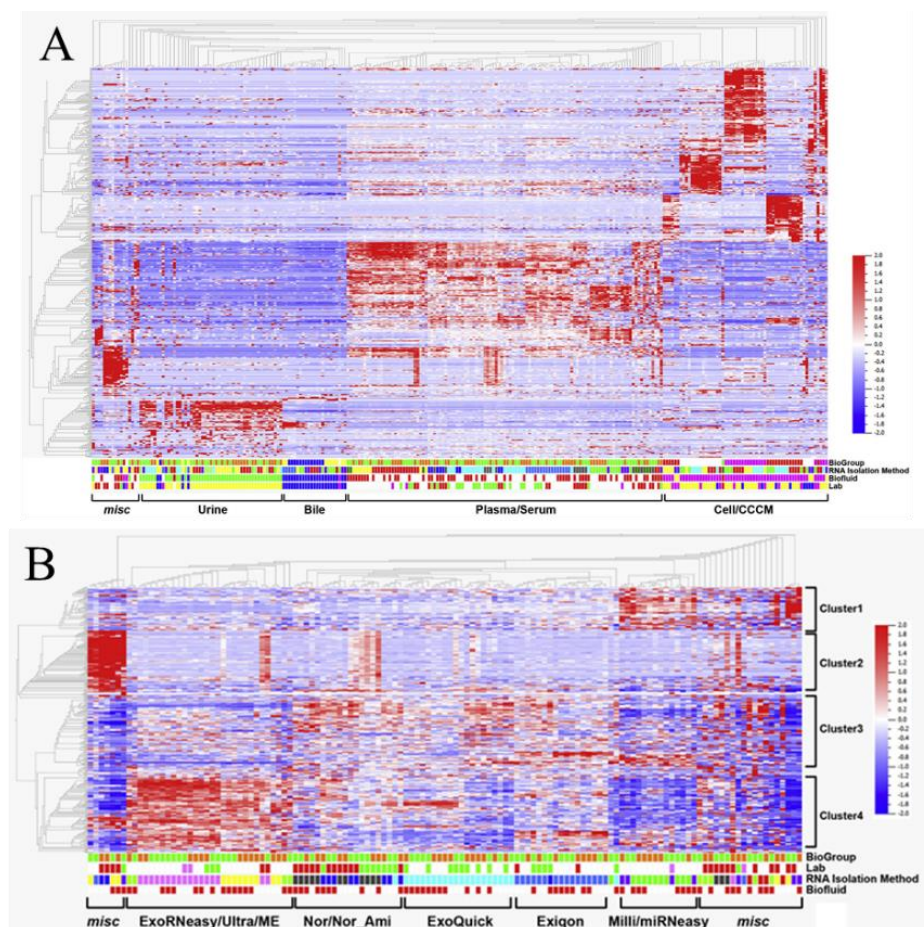 A
2.0
1.8
1.6
1.4
1.2
1.0
0.8
0.6
0.4
0.2
0.0
-0.2
-0.4
-0.6
-0.8
-1.0
-1.2
-1.4
-1.6
-1.8
-2.0
BioGroup
RNA Isolation Method
Biofluid
Lab
misc Urine Bile Plasma/Serum Cell/CCCM
B
Cluster1
Cluster2
Cluster3
Cluster4
2.0
1.8
1.6
1.4
1.2
1.0
0.8
0.6
0.4
0.2
0.0
-0.2
-0.4
-0.6
-0.8
-1.0
-1.2
-1.4
-1.6
-1.8
-2.0
BioGroup
Lab
RNA Isolation Method
Biofluid
misc ExoRNeasy/Ultra/ME Nor/Nor_Ami ExoQuick Exiqon Milli/miRNeasy misc